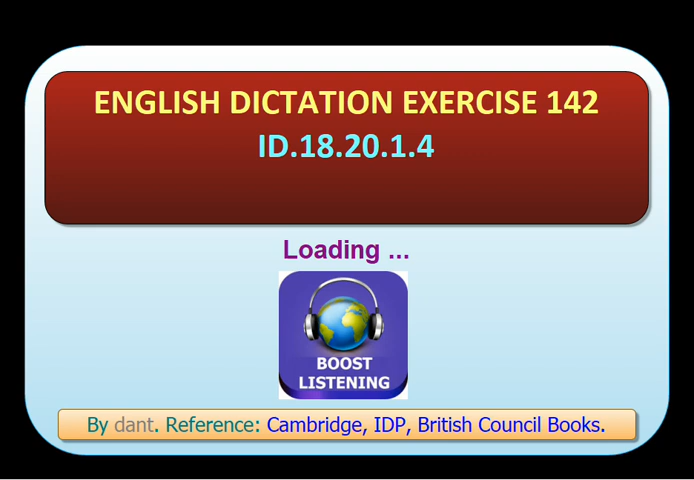 ENGLISH DICTATION EXERCISE 142
ID.18.20.1.4
Loading ...
BOOST
LISTENING
By dant. Reference: Cambridge, IDP, British Council Books.